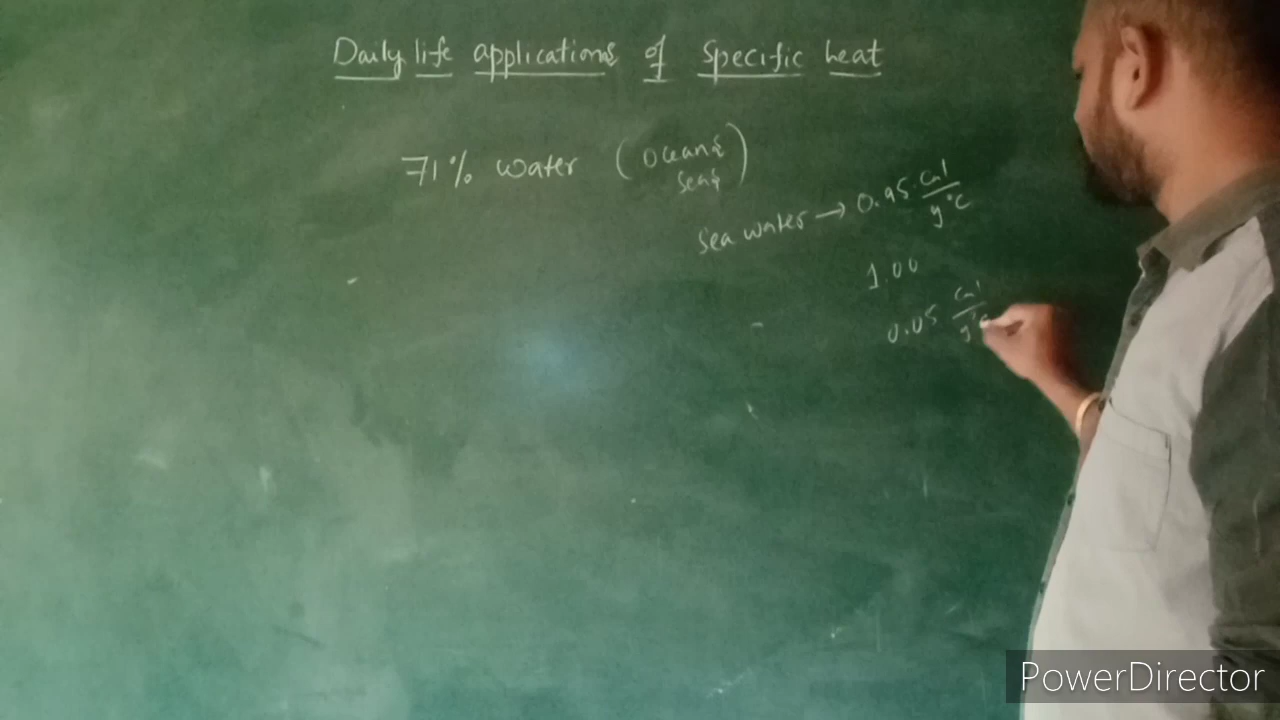 Daily life applications of specific heat
71% water (Oceans
seas)
sea water → 0.95 cal
g°C
1.00
0.05 cal
g°C
PowerDirector